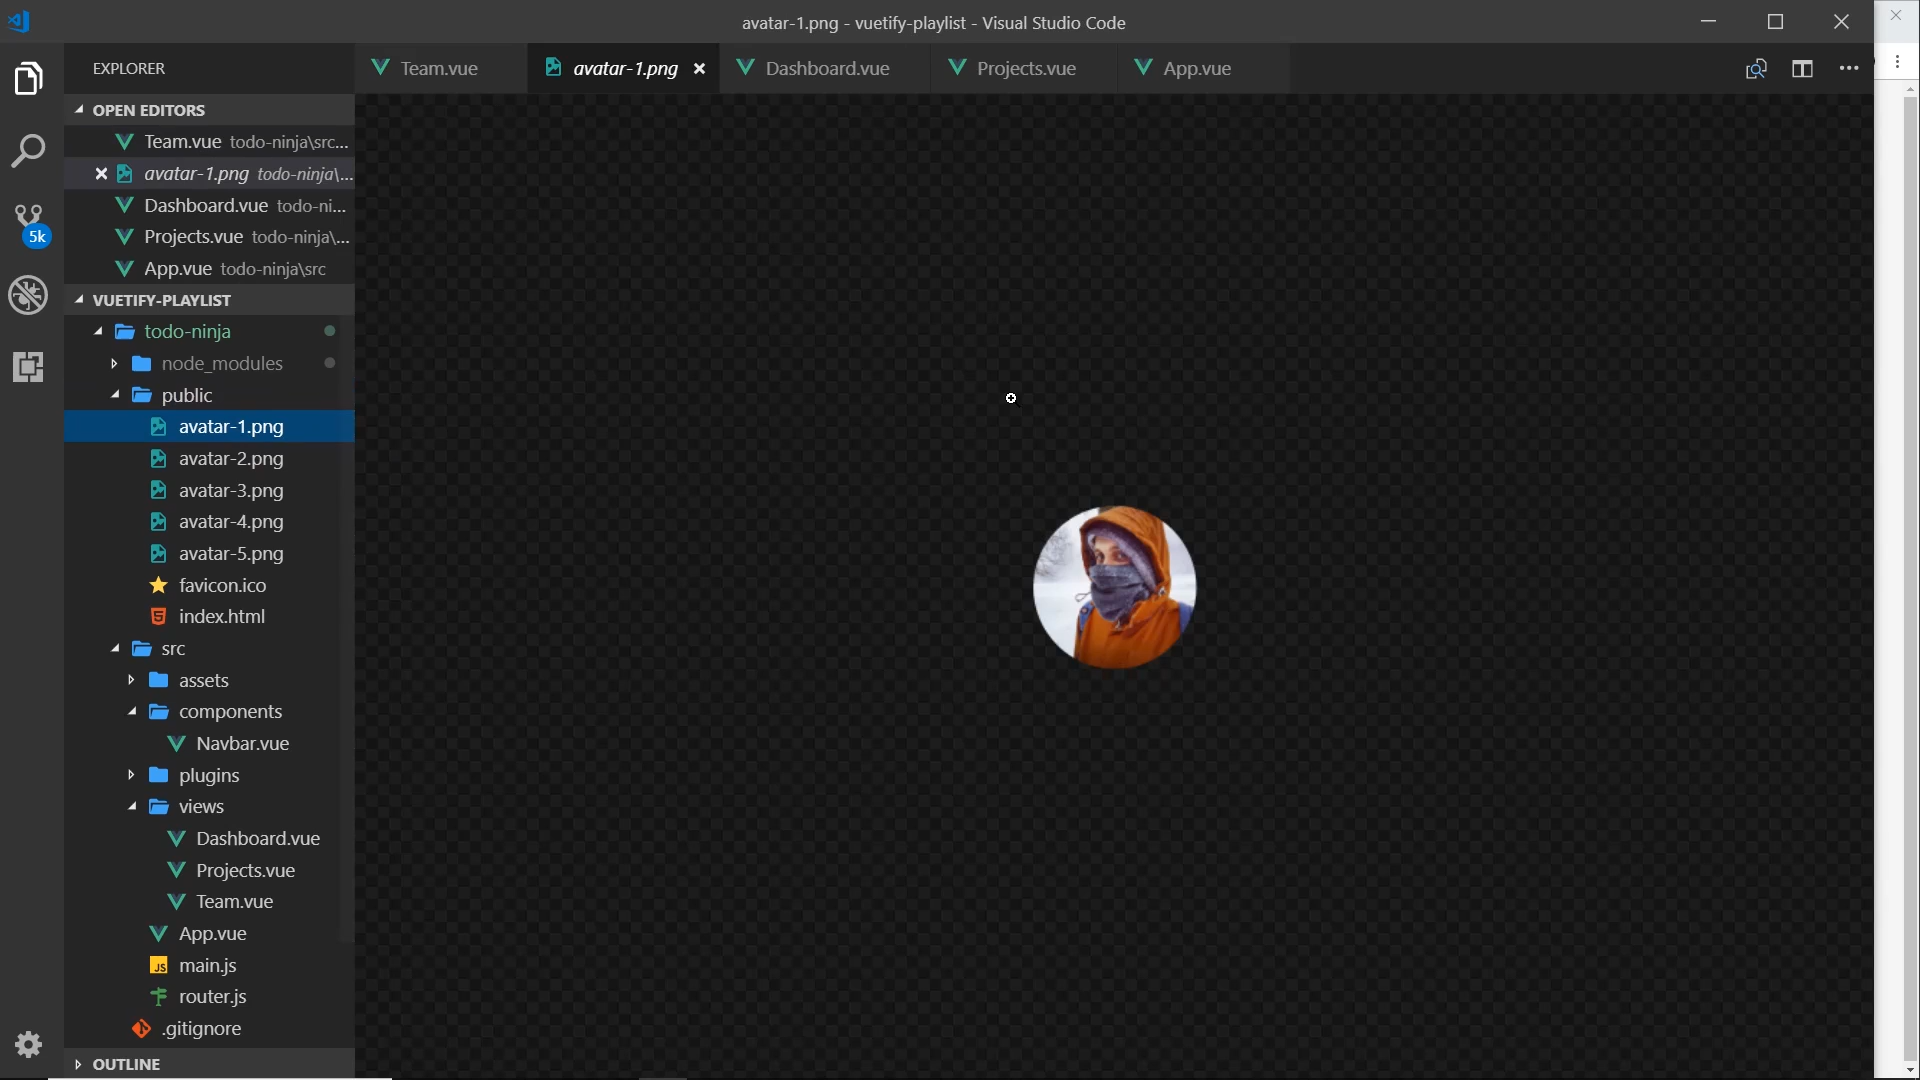 avatar-1.png - vuetify-playlist - Visual Studio Code
EXPLORER
Team.vue
avatar-1.png
Dashboard.vue
Projects.vue
App.vue
OPEN EDITORS
Team.vue todo-ninja\src...
avatar-1.png todo-ninja\...
Dashboard.vue todo-ni...
Projects.vue todo-ninja\...
App.vue todo-ninja\src
5k
VUETIFY-PLAYLIST
todo-ninja
node_modules
public
avatar-1.png
avatar-2.png
avatar-3.png
avatar-4.png
avatar-5.png
favicon.ico
index.html
src
assets
components
Navbar.vue
plugins
views
Dashboard.vue
Projects.vue
Team.vue
App.vue
JS main.js
router.js
.gitignore
OUTLINE